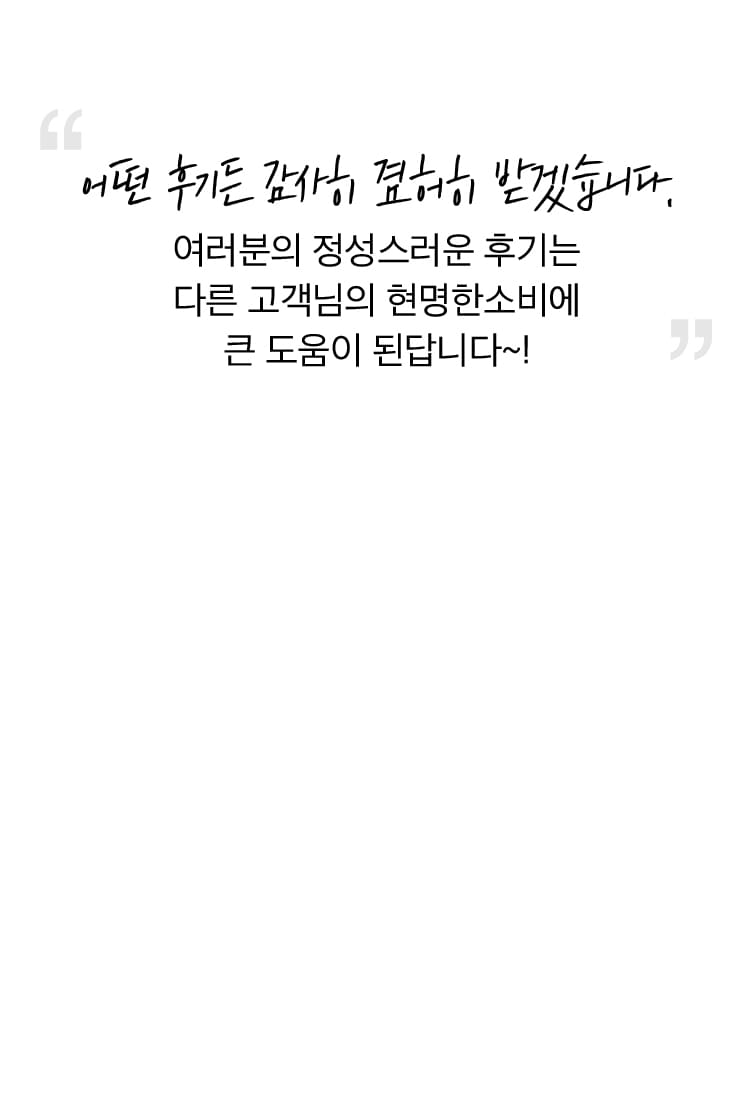 “
어떤 후기든 감사히 겸허히 받겠습니다.
여러분의 정성스러운 후기는
다른 고객님의 현명한소비에
큰 도움이 된답니다~!
”